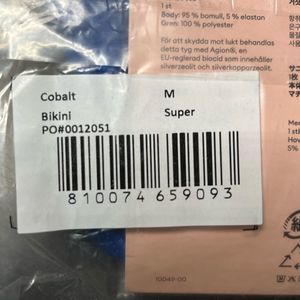 1 st
Body: 95 % bomull, 5 % elastan
Gren: 100 % polyester
För att skydda mot lukt behandlas
detta tyg med Agion®, en
EU-reglerad biocid som innehåller
silverzeolit och silverkopparzeolit.
Cobalt M
Bikini Super
PO#0012051
810074 659093
10049-00